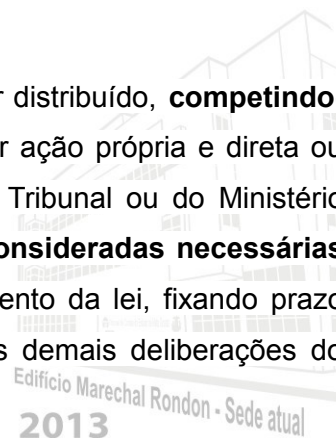 r distribuído, competindo
r ação própria e direta ou
Tribunal ou do Ministério
onsideradas necessárias
ento da lei, fixando prazo
s demais deliberações do
Edifício Marechal Rondon - Sede atual
2013